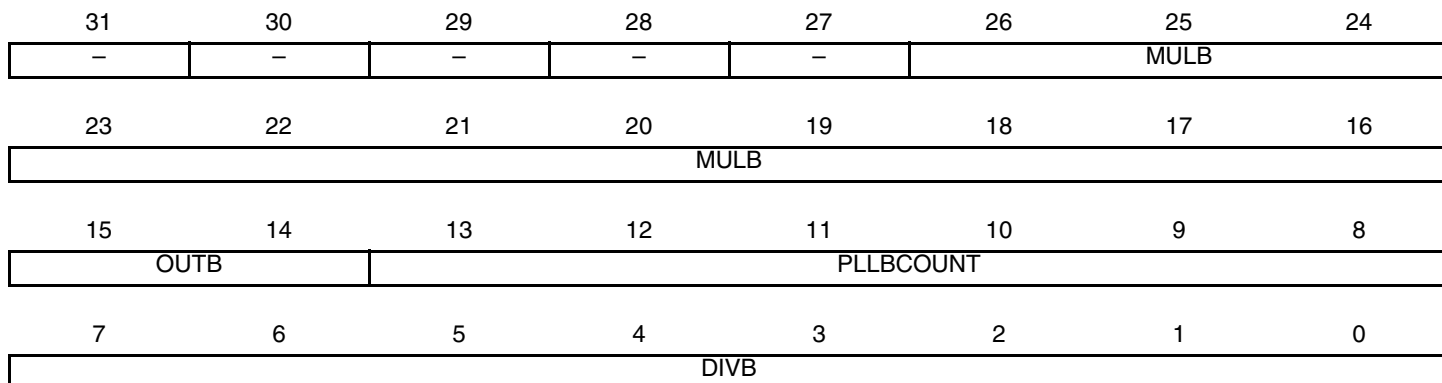 31 30 29 28 27 26 25 24
– – – – – MULB
23 22 21 20 19 18 17 16
MULB
15 14 13 12 11 10 9 8
OUTB PLLBCOUNT
7 6 5 4 3 2 1 0
DIVB